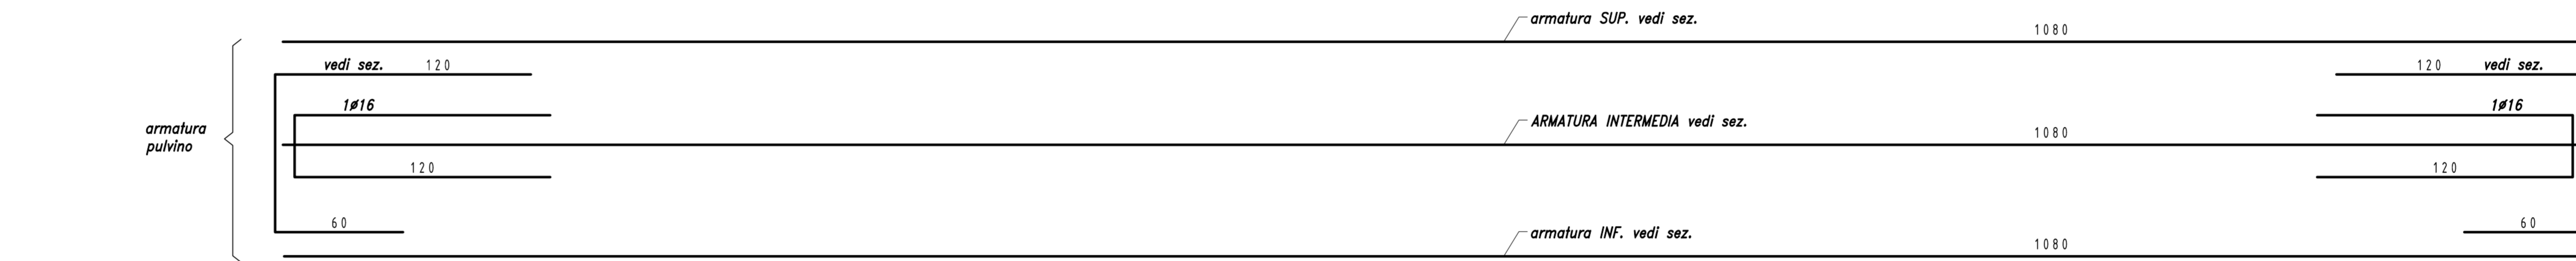 armatura SUP. vedi sez.
1080
vedi sez. 120
120 vedi sez.
1ø16
1ø16
armatura
pulvino
ARMATURA INTERMEDIA vedi sez.
1080
120
120
60
60
armatura INF. vedi sez.
1080